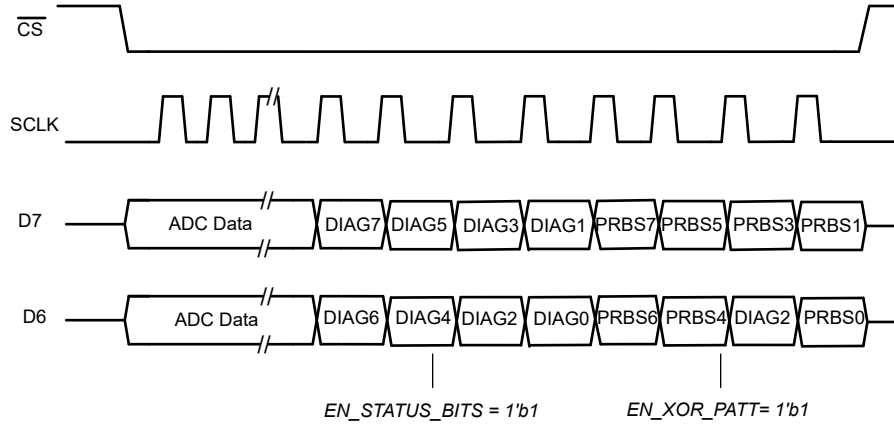 CS
SCLK
D7 ADC Data DIAG7 DIAG5 DIAG3 DIAG1 PRBS7 PRBS5 PRBS3 PRBS1
D6 ADC Data DIAG6 DIAG4 DIAG2 DIAG0 PRBS6 PRBS4 DIAG2 PRBS0
EN_STATUS_BITS = 1'b1 EN_XOR_PATT= 1'b1